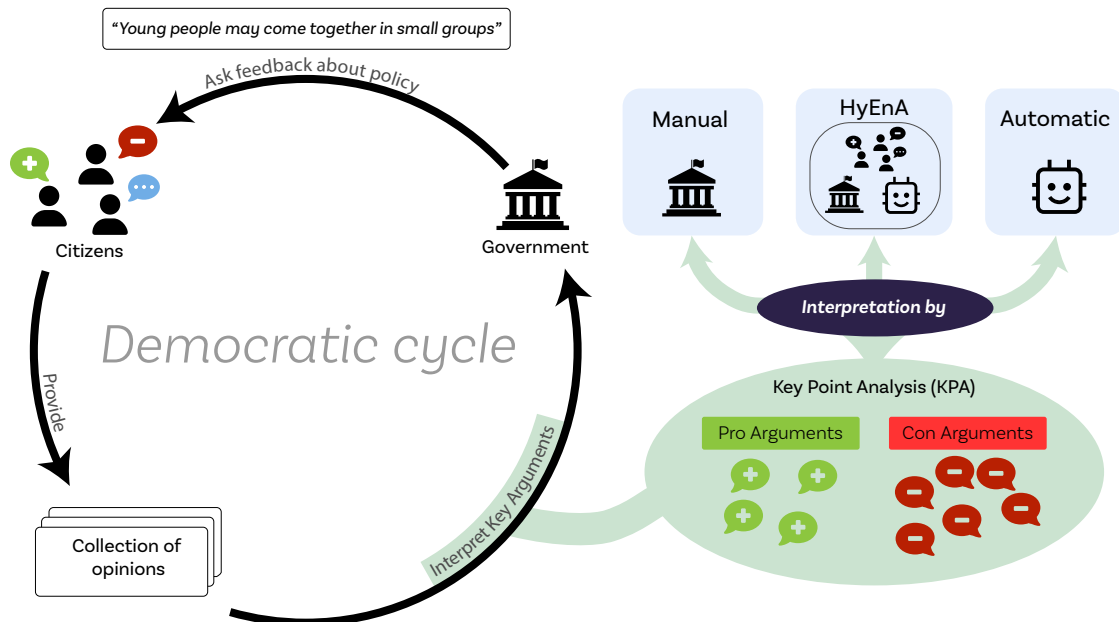 “Young people may come together in small groups”
Ask feedback about policy
Citizens
Government
Democratic cycle
Provide
Collection of
opinions
Interpret Key Arguments
Manual
HyEnA
Automatic
Interpretation by
Key Point Analysis (KPA)
Pro Arguments
Con Arguments